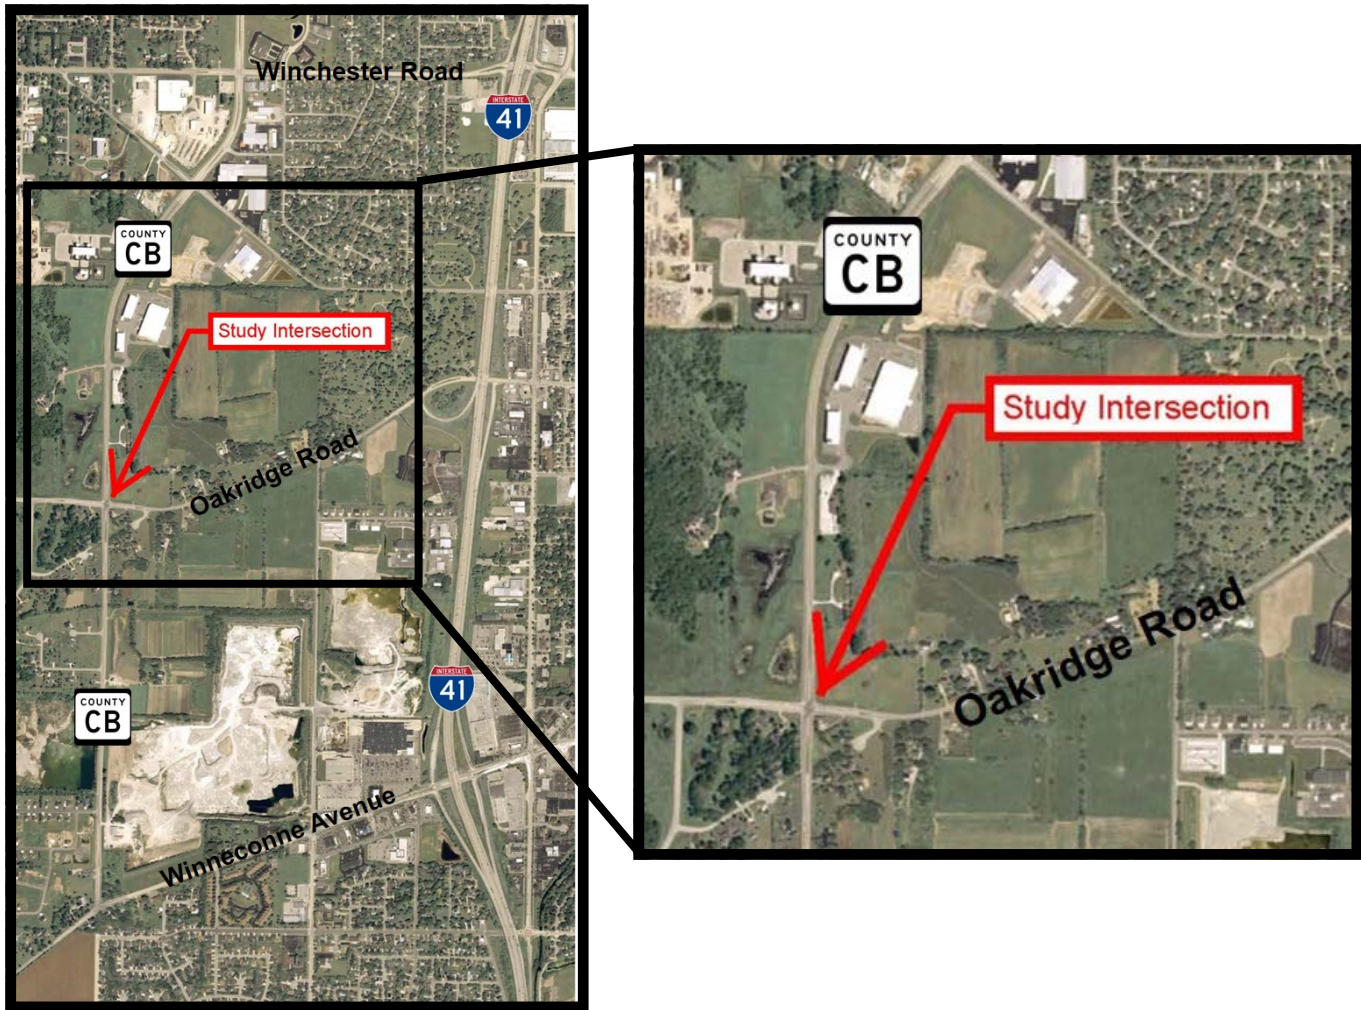 Winchester Road
INTERSTATE
41
COUNTY
CB
Study Intersection
Oakridge Road
INTERSTATE
41
COUNTY
CB
Winneconne Avenue
COUNTY
CB
Study Intersection
Oakridge Road